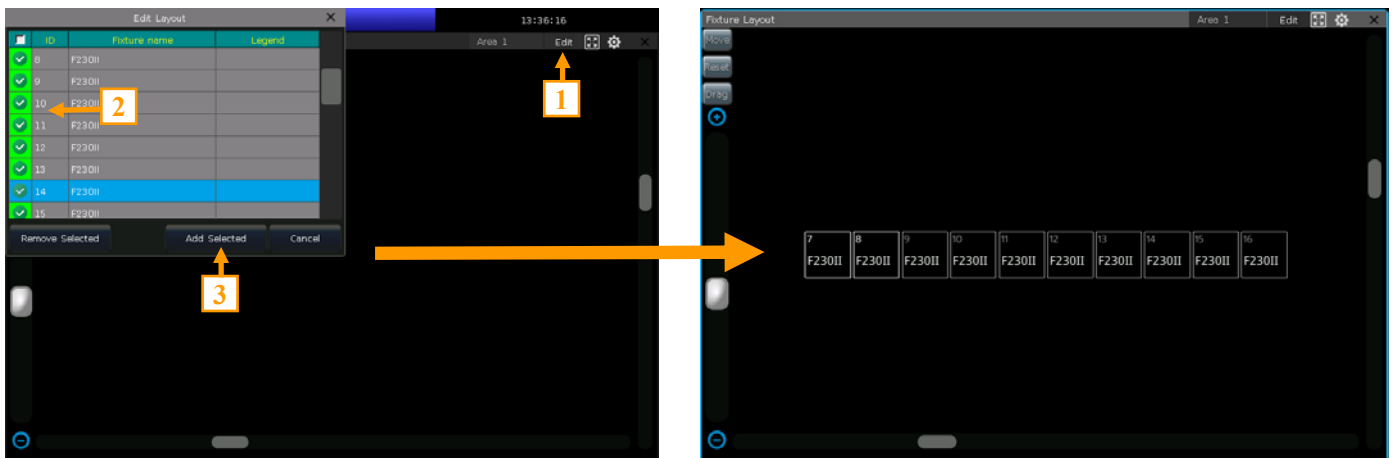 Edit Layout
ID Fixture name Legend
8 F230II
9 F230II
10 F230II
11 F230II
12 F230II
13 F230II
14 F230II
15 F230II
Remove Selected Add Selected Cancel
13:36:16
Area 1 Edit
1
2
3
Fixture Layout Area 1 Edit
Move
Reset
Drag
7 8 9 10 11 12 13 14 15 16
F230II F230II F230II F230II F230II F230II F230II F230II F230II F230II